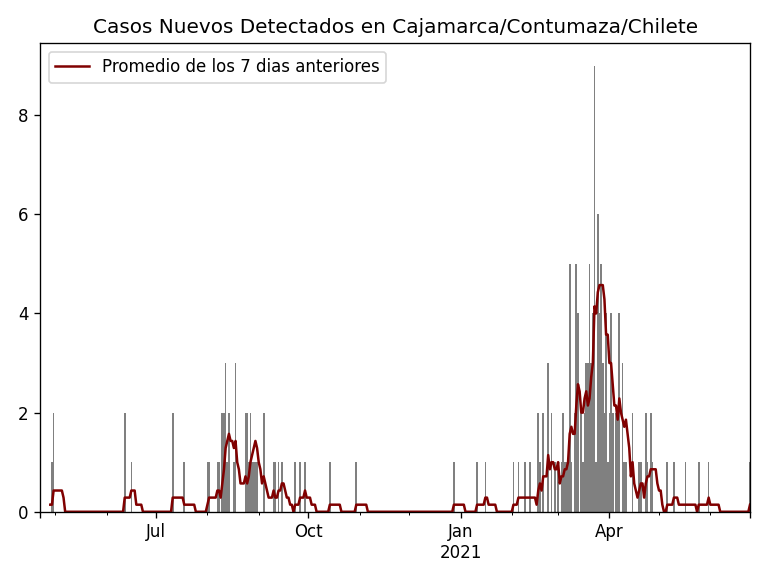 Casos Nuevos Detectados en Cajamarca/Contumaza/Chilete
Promedio de los 7 dias anteriores
8
6
4
2
0
Jul
Oct
Jan
2021
Apr